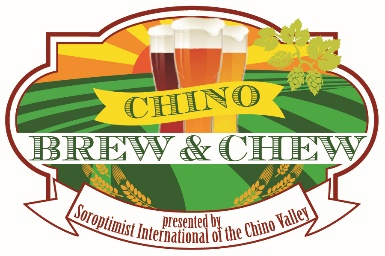 CHINO
BREW & CHEW
presented by
Soroptimist International of the Chino Valley